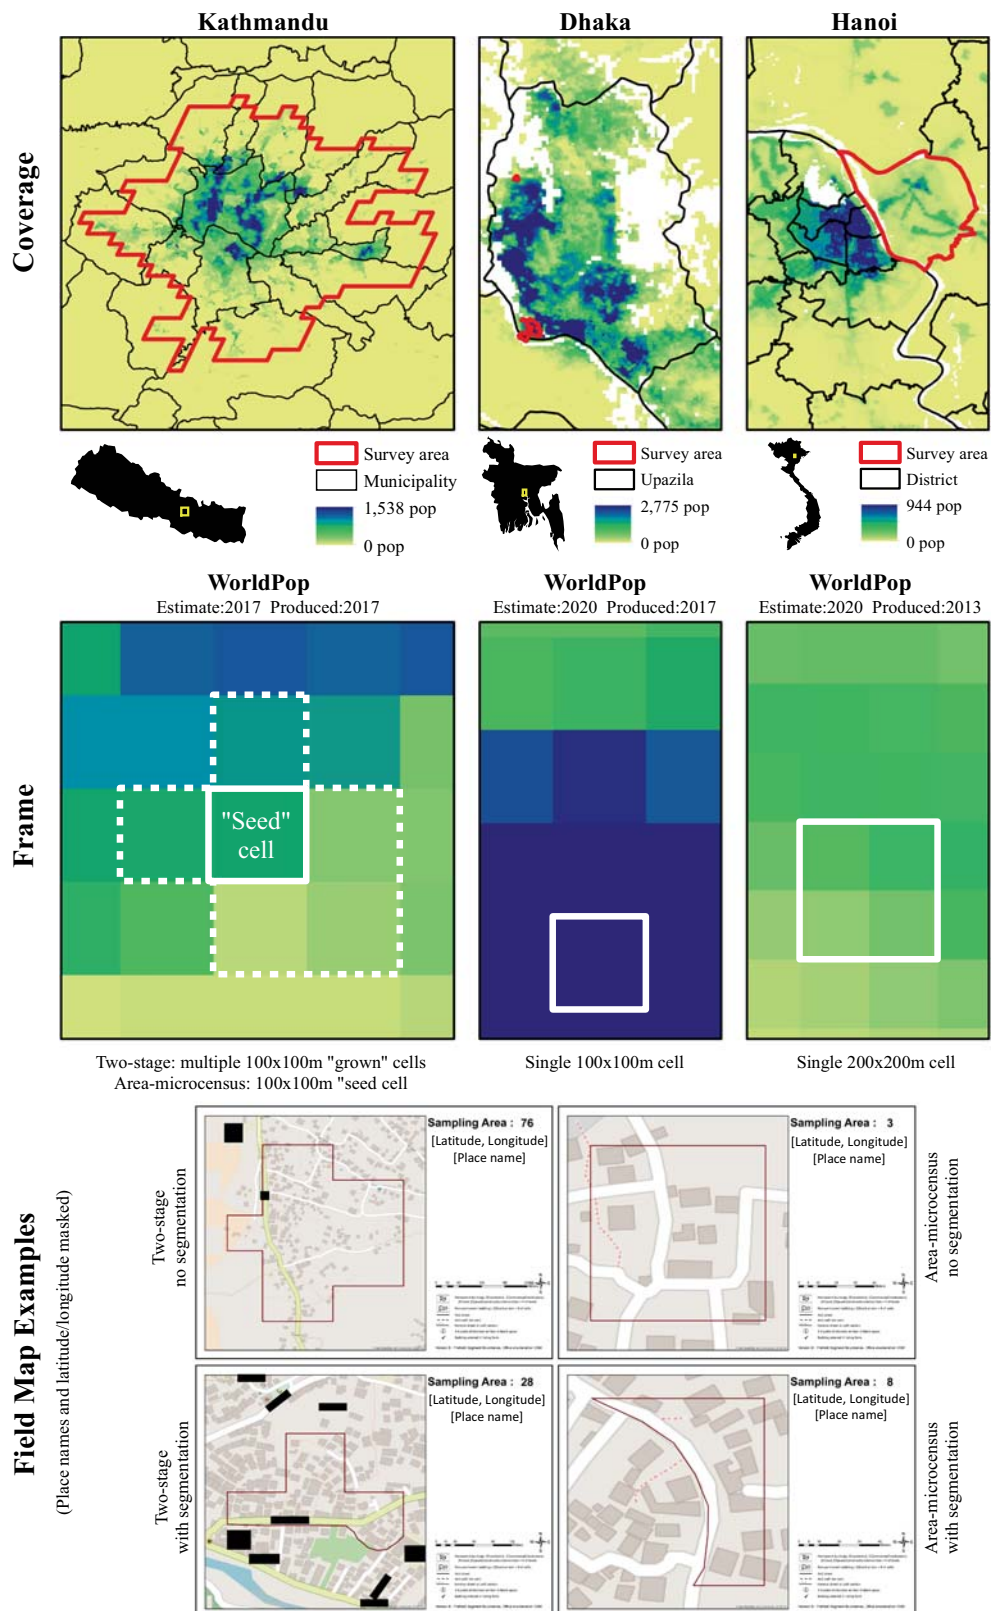 Kathmandu
Dhaka
Hanoi
Coverage
Survey area
Municipality
1,538 pop
0 pop
Survey area
Upazila
2,775 pop
0 pop
Survey area
District
944 pop
0 pop
WorldPop
Estimate:2017 Produced:2017
WorldPop
Estimate:2020 Produced:2017
WorldPop
Estimate:2020 Produced:2013
Frame
"Seed"
cell
Two-stage: multiple 100x100m "grown" cells
Area-microcensus: 100x100m "seed cell
Single 100x100m cell
Single 200x200m cell
Field Map Examples
(Place names and latitude/longitude masked)
Two-stage
no segmentation
Sampling Area : 76
[Latitude, Longitude]
[Place name]
Sampling Area : 3
[Latitude, Longitude]
[Place name]
Area-microcensus
no segmentation
Two-stage
with segmentation
Sampling Area : 28
[Latitude, Longitude]
[Place name]
Sampling Area : 8
[Latitude, Longitude]
[Place name]
Area-microcensus
with segmentation